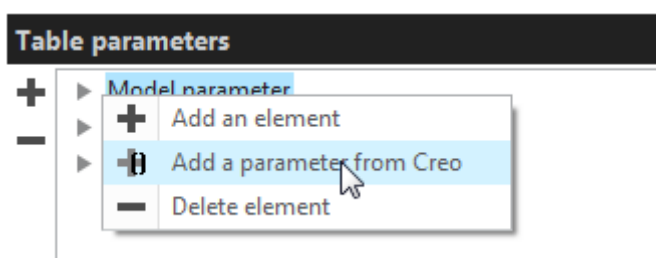 Table parameters
Model parameter
Add an element
Add a parameter from Creo
Delete element